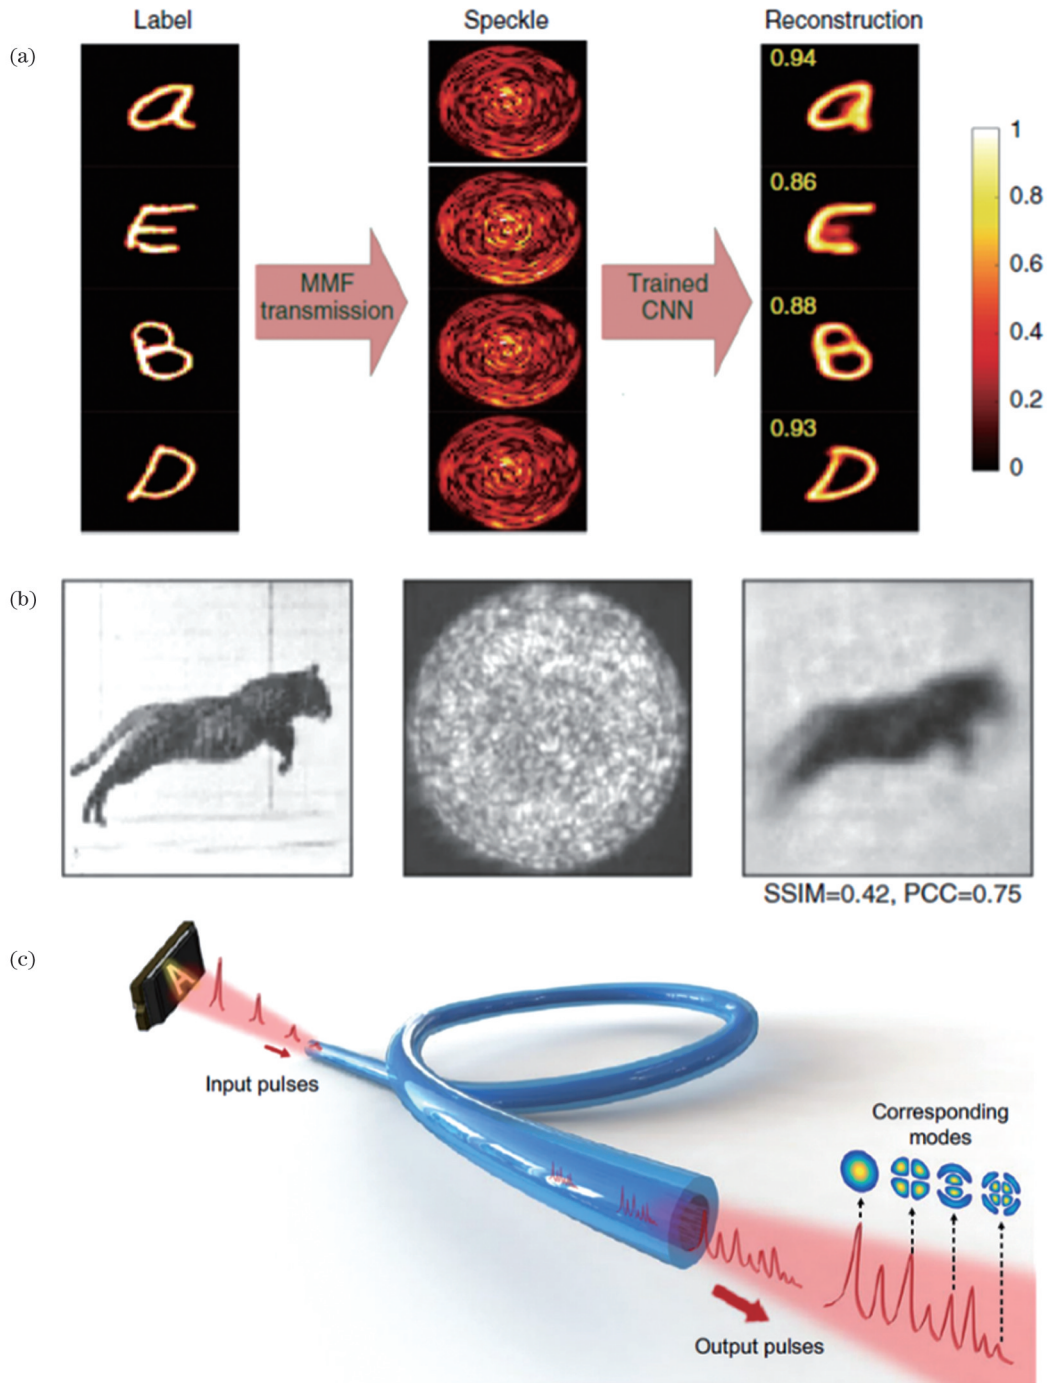 Label
Speckle
Reconstruction
(a)
0.94
0.86
0.88
0.93
MMF
transmission
Trained
CNN
1
0.8
0.6
0.4
0.2
0
(b)
SSIM=0.42, PCC=0.75
(c)
A
Input pulses
Corresponding
modes
Output pulses